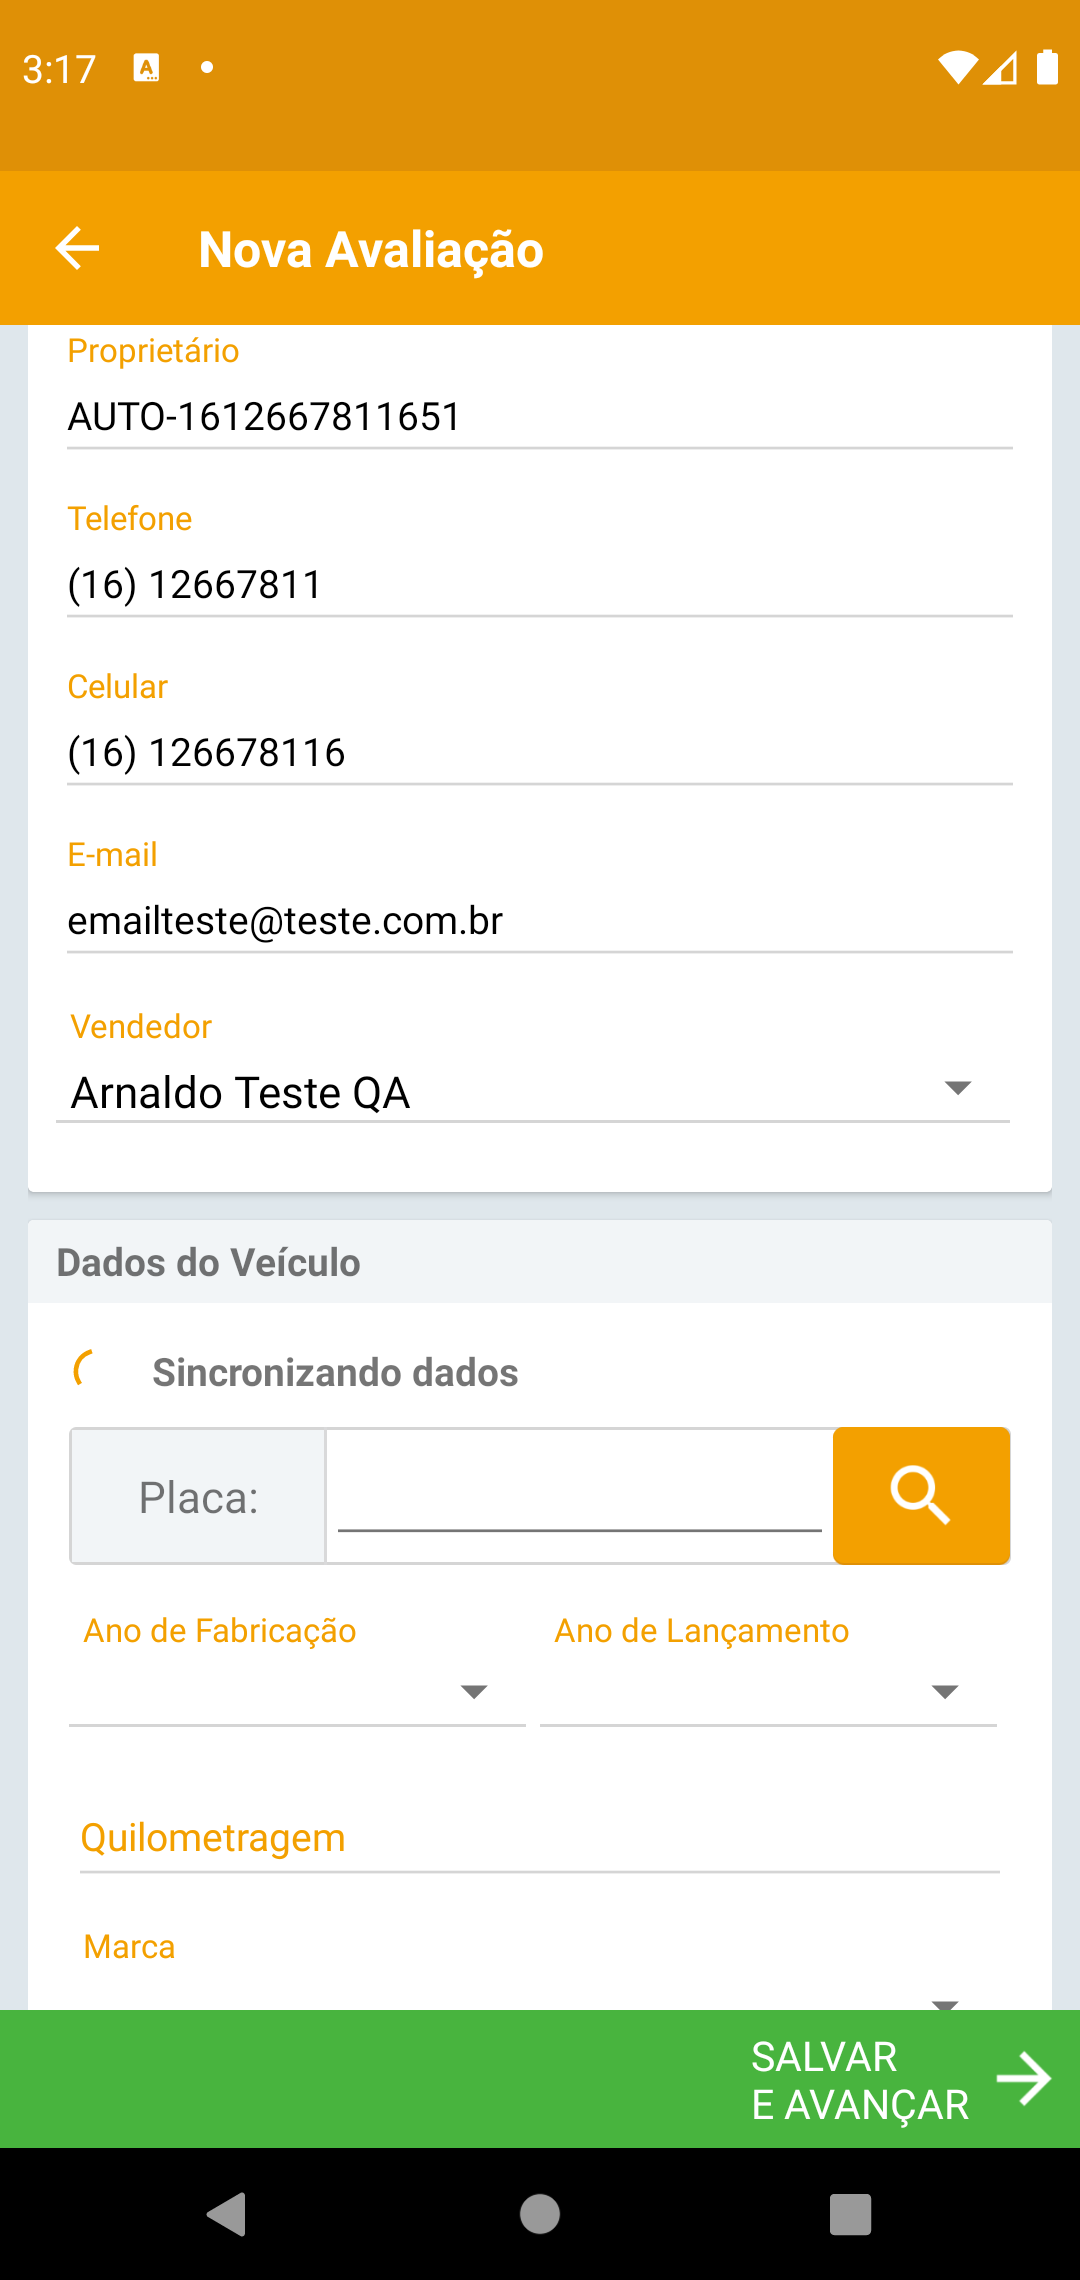 3:17
Nova Avaliação
Proprietário
AUTO-1612667811651
Telefone
(16) 12667811
Celular
(16) 126678116
E-mail
emailteste@teste.com.br
Vendedor
Arnaldo Teste QA
Dados do Veículo
Sincronizando dados
Placa:
Ano de Fabricação Ano de Lançamento
Quilometragem
Marca
SALVAR
E AVANÇAR